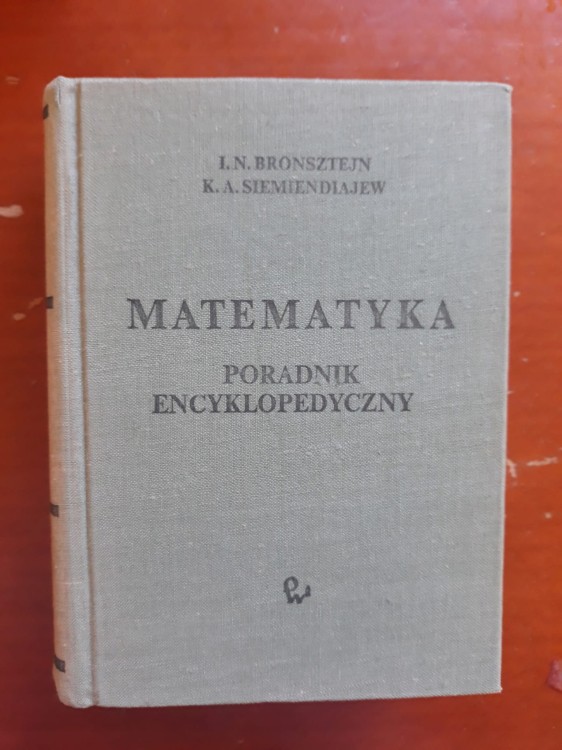 I. N. BRONSZTEJN
K. A. SIEMIENDIAJEW
MATEMATYKA
PORADNIK
ENCYKLOPEDYCZNY